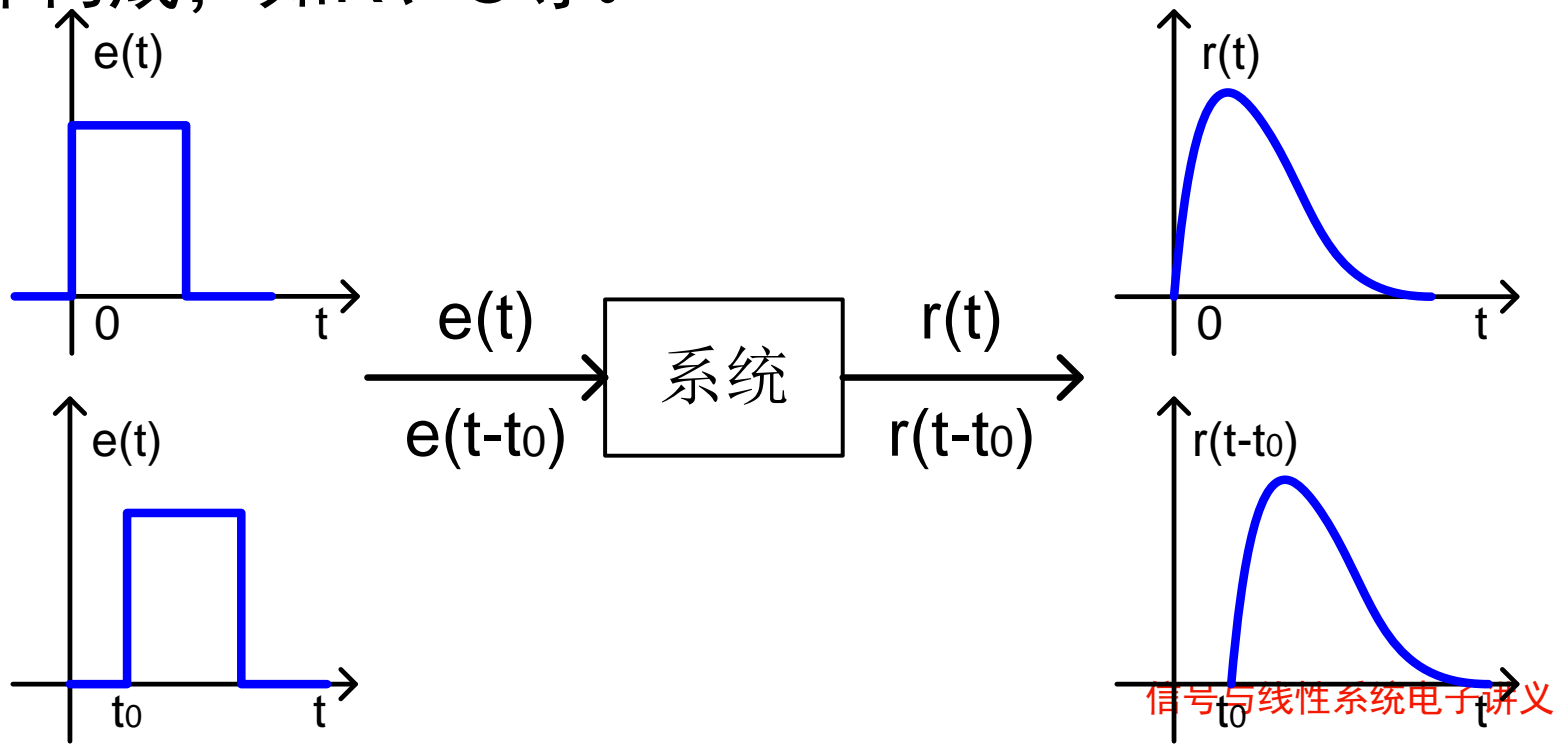 e(t)
0
t
e(t)
e(t-t0)
系统
r(t)
r(t-t0)
r(t)
0
t
e(t)
t0
t
r(t-t0)
t0
t
信号与线性系统电子讲义